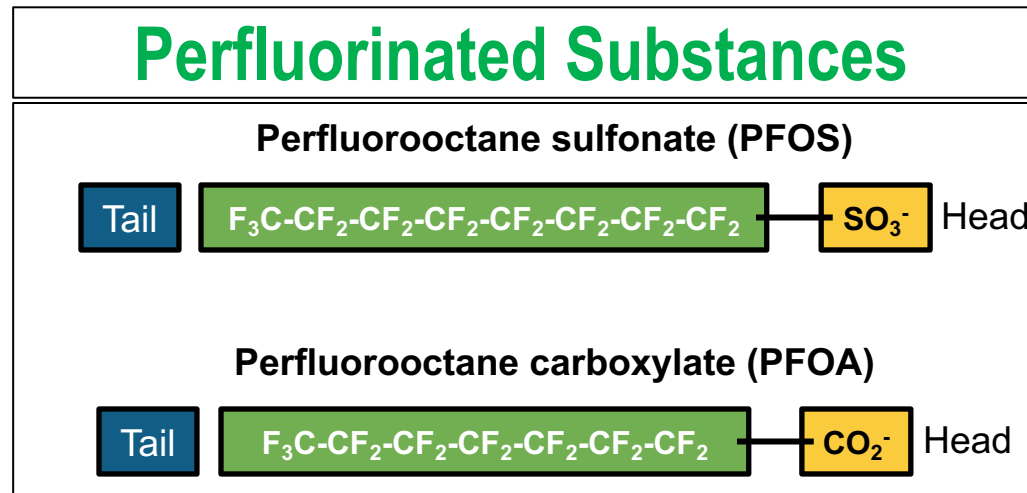 Perfluorinated Substances
Perfluorooctane sulfonate (PFOS)
Tail F₃C-CF₂-CF₂-CF₂-CF₂-CF₂-CF₂-CF₂ SO₃⁻ Head
Perfluorooctane carboxylate (PFOA)
Tail F₃C-CF₂-CF₂-CF₂-CF₂-CF₂-CF₂ CO₂⁻ Head